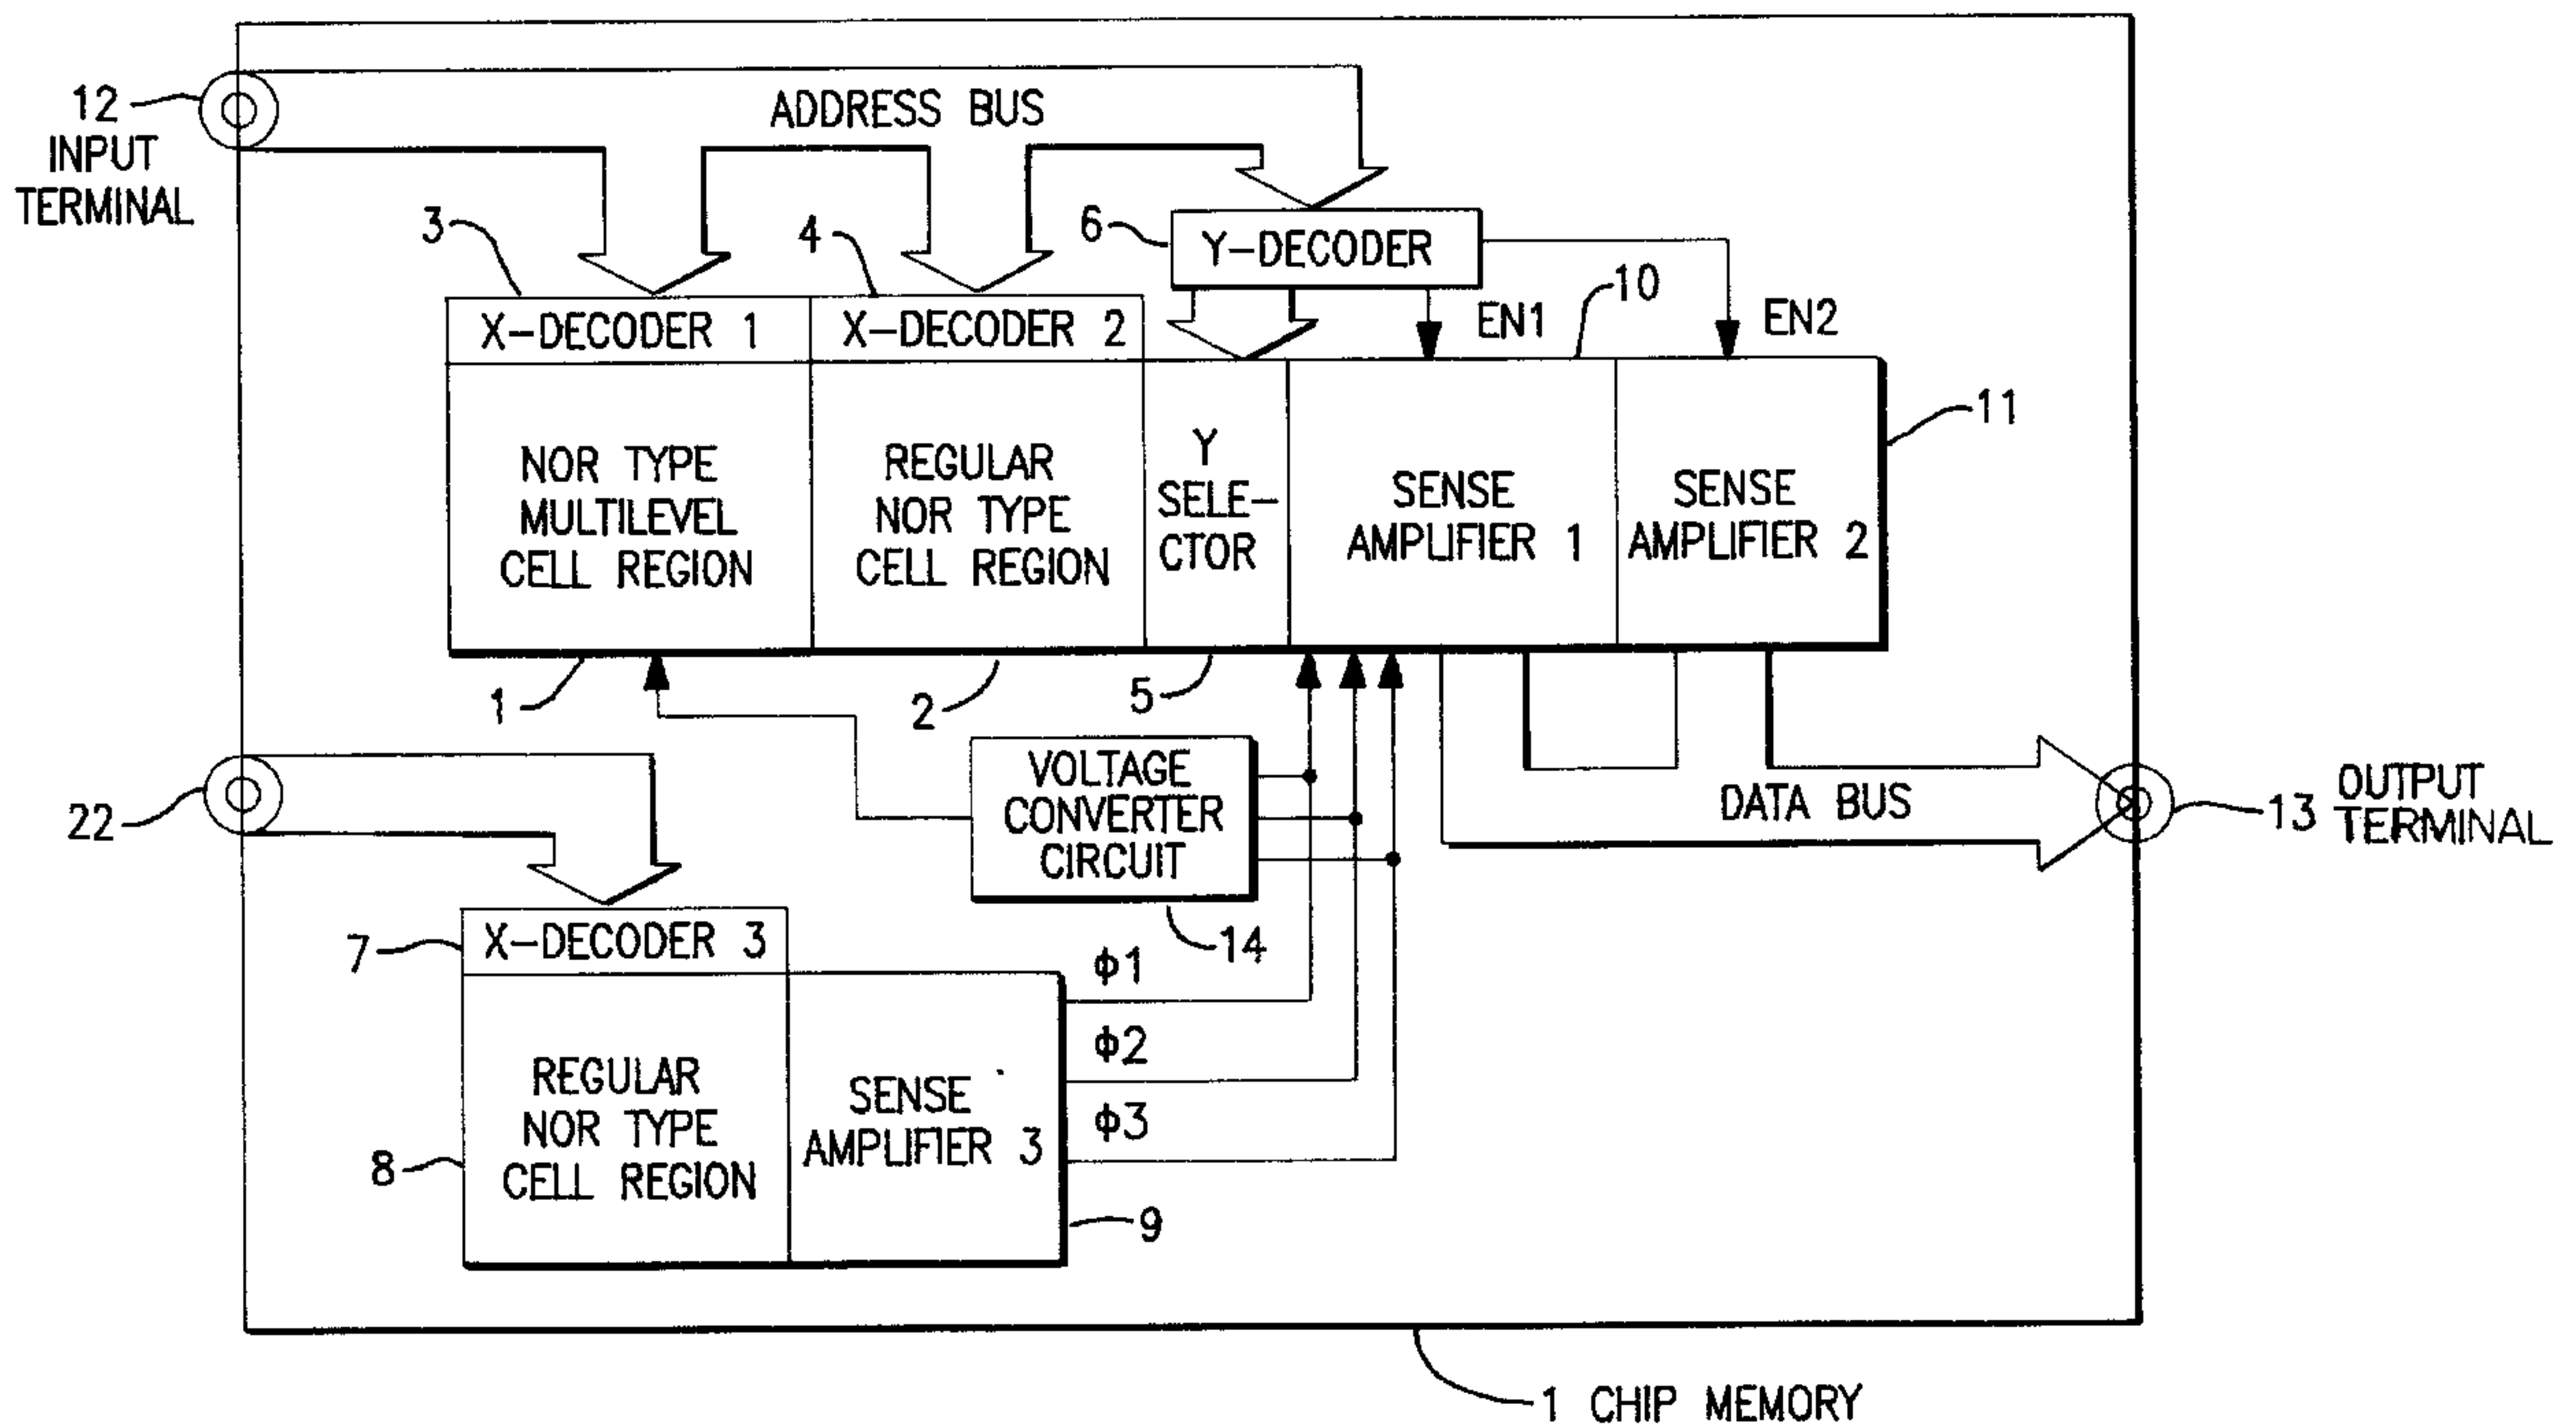 12
INPUT
TERMINAL
ADDRESS BUS
3
4
6
Y-DECODER
10
EN1
EN2
X-DECODER 1
X-DECODER 2
11
NOR TYPE
MULTILEVEL
CELL REGION
REGULAR
NOR TYPE
CELL REGION
Y
SELE-
CTOR
SENSE
AMPLIFIER 1
SENSE
AMPLIFIER 2
1
2
5
22
VOLTAGE
CONVERTER
CIRCUIT
14
DATA BUS
13
OUTPUT
TERMINAL
7
X-DECODER 3
ϕ1
ϕ2
ϕ3
8
REGULAR
NOR TYPE
CELL REGION
SENSE
AMPLIFIER 3
9
1 CHIP MEMORY